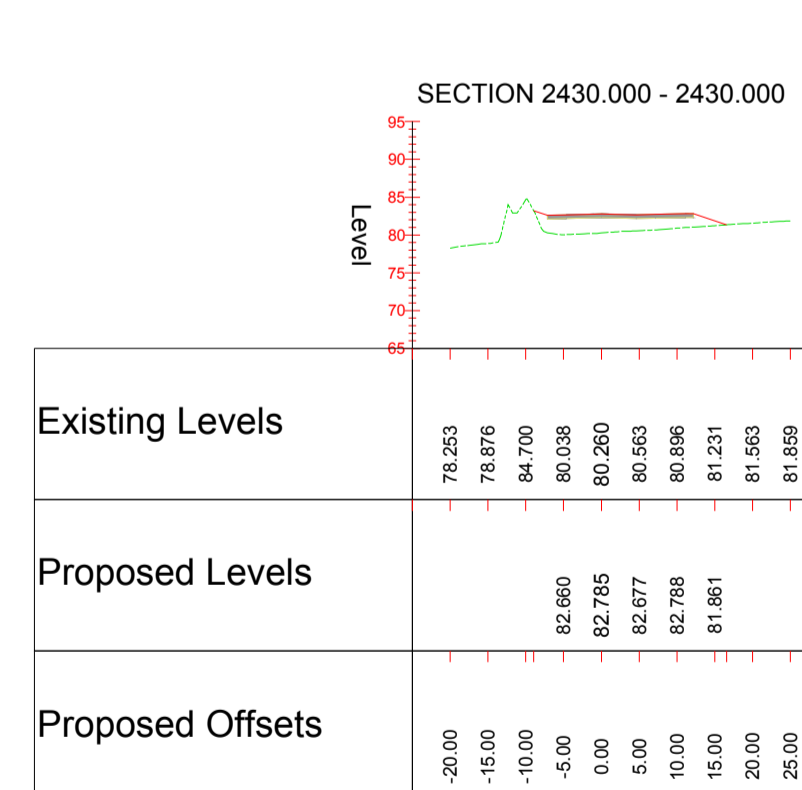 SECTION 2430.000 - 2430.000
95
90
85
80
75
70
65
Level
Existing Levels
78.253 78.876 84.700 80.038 80.260 80.563 80.896 81.231 81.563 81.859
Proposed Levels
82.660 82.785 82.677 82.788 81.861
Proposed Offsets
-20.00 -15.00 -10.00 -5.00 0.00 5.00 10.00 15.00 20.00 25.00